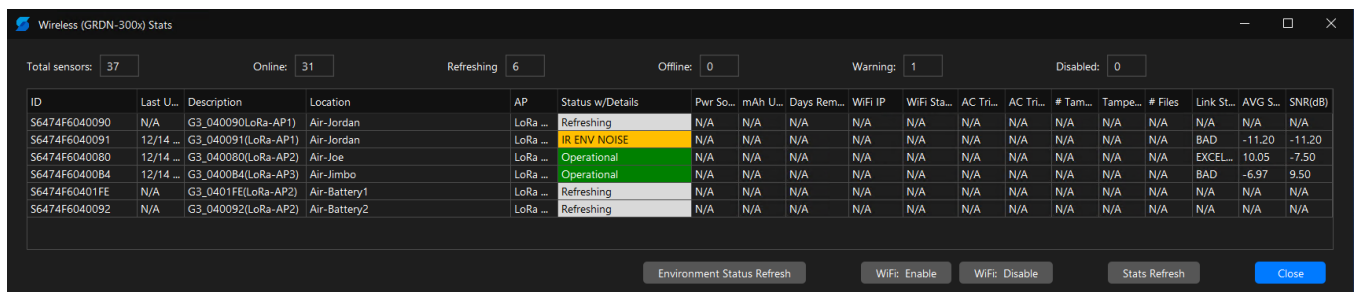 Wireless (GRDN-300x) Stats
Total sensors: 37 Online: 31 Refreshing 6 Offline: 0 Warning: 1 Disabled: 0
ID Last U... Description Location AP Status w/Details Pwr So... mAh U... Days Rem... WiFi IP WiFi Sta... AC Tri... AC Tri... # Tam... Tampe... # Files Link St... AVG S... SNR(dB)
S6474F6040090 N/A G3_040090LoRa-AP1) Air-Jordan LoRa ... Refreshing N/A N/A N/A N/A N/A N/A N/A N/A N/A N/A N/A N/A N/A
S6474F6040091 12/14 ... G3_040091(LoRa-AP1) Air-Jordan LoRa ... IR ENV NOISE N/A N/A N/A N/A N/A N/A N/A N/A N/A N/A BAD -11.20 -11.20
S6474F6040080 12/14 ... G3_040080(LoRa-AP2) Air-Joe LoRa ... Operational N/A N/A N/A N/A N/A N/A N/A N/A N/A N/A EXCEL... 10.05 -7.50
S6474F60400B4 12/14 ... G3_0400B4(LoRa-AP3) Air-Jimbo LoRa ... Operational N/A N/A N/A N/A N/A N/A N/A N/A N/A N/A BAD -6.97 9.50
S6474F60401FE N/A G3_0401FE(LoRa-AP2) Air-Battery1 LoRa ... Refreshing N/A N/A N/A N/A N/A N/A N/A N/A N/A N/A N/A N/A N/A
S6474F6040092 N/A G3_040092(LoRa-AP2) Air-Battery2 LoRa ... Refreshing N/A N/A N/A N/A N/A N/A N/A N/A N/A N/A N/A N/A N/A
Environment Status Refresh WiFi: Enable WiFi: Disable Stats Refresh Close